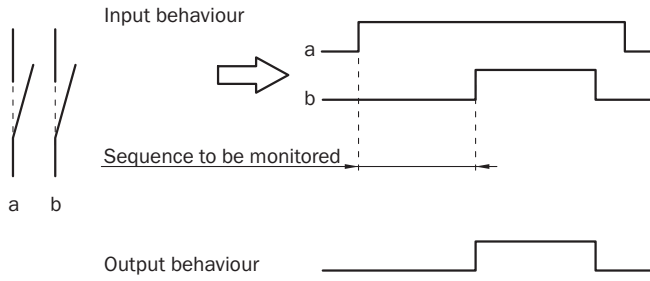 Input behaviour
a
b
Sequence to be monitored
a b
Output behaviour